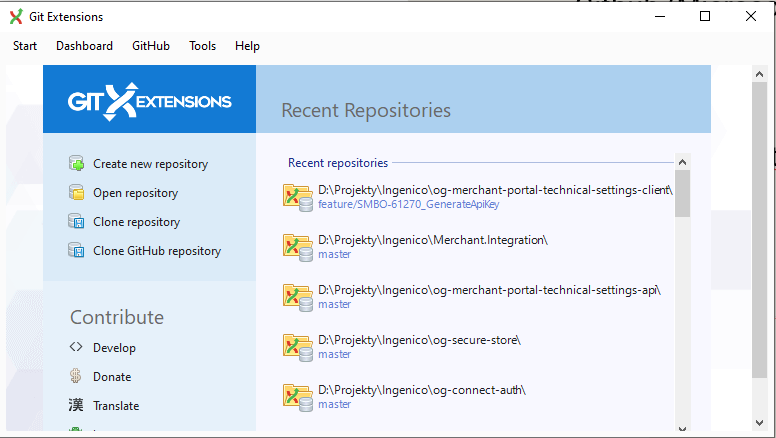 Git Extensions
Start Dashboard GitHub Tools Help
GIT EXTENSIONS
Recent Repositories
Create new repository
Open repository
Clone repository
Clone GitHub repository
Contribute
Develop
Donate
漢 Translate
Recent repositories
D:\Projekty\Ingenico\og-merchant-portal-technical-settings-client\
feature/SMBO-61270_GenerateApiKey
D:\Projekty\Ingenico\Merchant.Integration\
master
D:\Projekty\Ingenico\og-merchant-portal-technical-settings-api\
master
D:\Projekty\Ingenico\og-secure-store\
master
D:\Projekty\Ingenico\og-connect-auth\
master